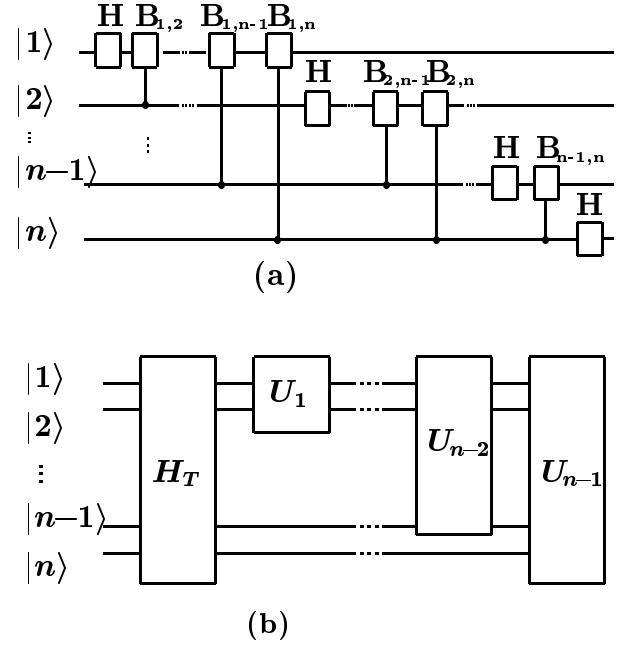 H B₁,₂ B₁,ₙ₋₁ B₁,ₙ
|1⟩
H B₂,ₙ₋₁ B₂,ₙ
|2⟩
⋮ ⋮
H Bₙ₋₁,ₙ
|n−1⟩
H
|n⟩
(a)
|1⟩
U₁
|2⟩
Uₙ₋₂
⋮ H_T Uₙ₋₁
|n−1⟩
|n⟩
(b)